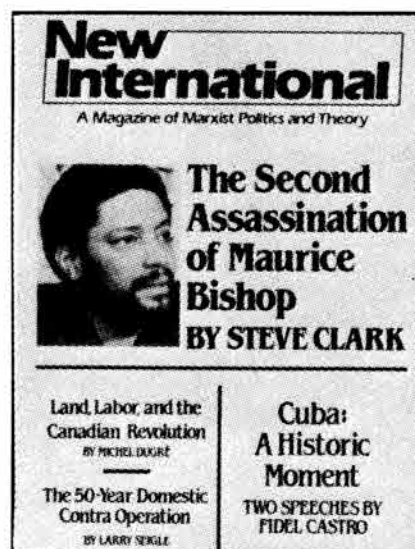 New
International
A Magazine of Marxist Politics and Theory
The Second
Assassination
of Maurice
Bishop
BY STEVE CLARK
Land, Labor, and the
Canadian Revolution
BY MICHEL DUGRÉ
The 50-Year Domestic
Contra Operation
BY LARRY SEIGLE
Cuba:
A Historic
Moment
TWO SPEECHES BY
FIDEL CASTRO